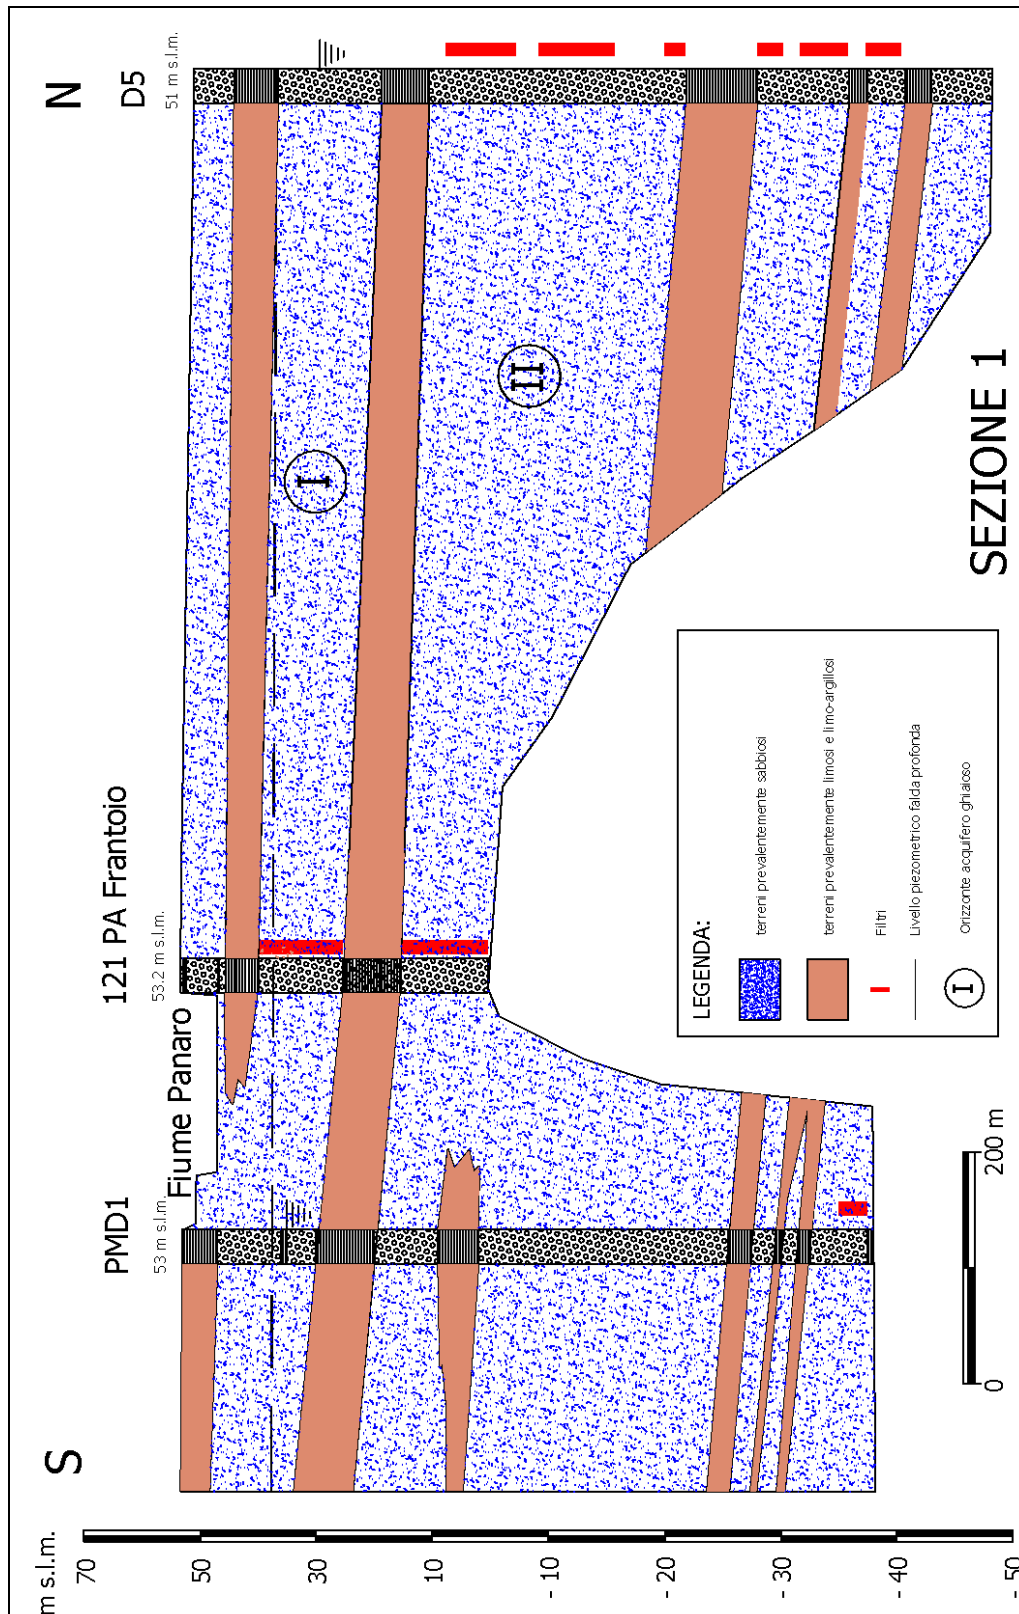 S
N
PMD1
53 m s.l.m.
Fiume Panaro
121 PA Frantoio
53.2 m s.l.m.
D5
51 m s.l.m.
m s.l.m.
70
50
30
10
- 10
- 20
- 30
- 40
- 50
I
II
0
200 m
LEGENDA:
terreni prevalentemente sabbiosi
terreni prevalentemente limosi e limo-argillosi
Filtri
Livello piezometrico falda profonda
I
Orizzonte acquifero ghiaioso
SEZIONE 1